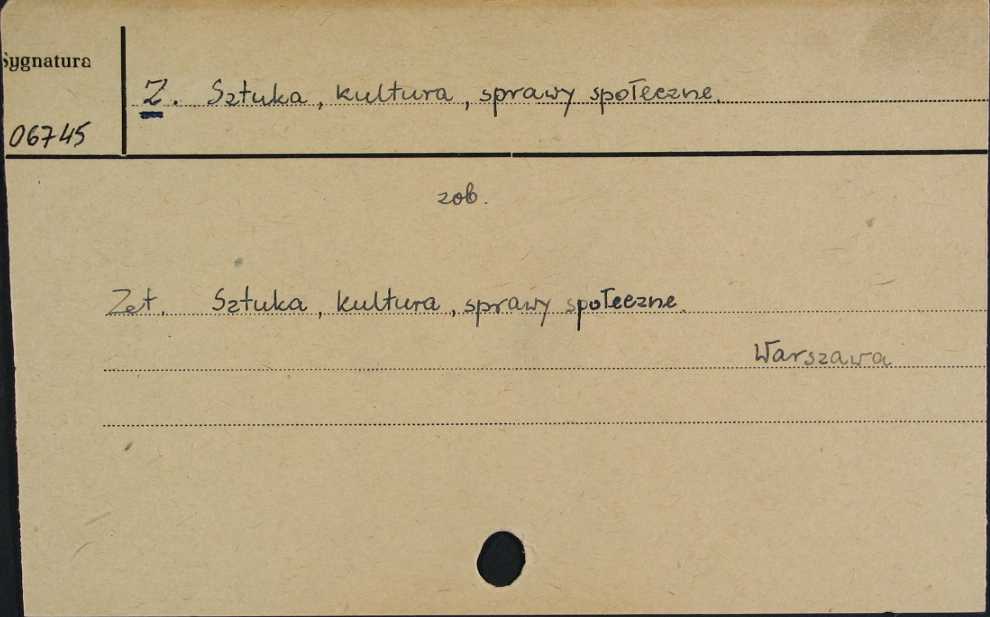 Sygnatura
Z. Sztuka, kultura, sprawy społeczne.
06745
zob.
Zet. Sztuka, kultura, sprawy społeczne.
Warszawa